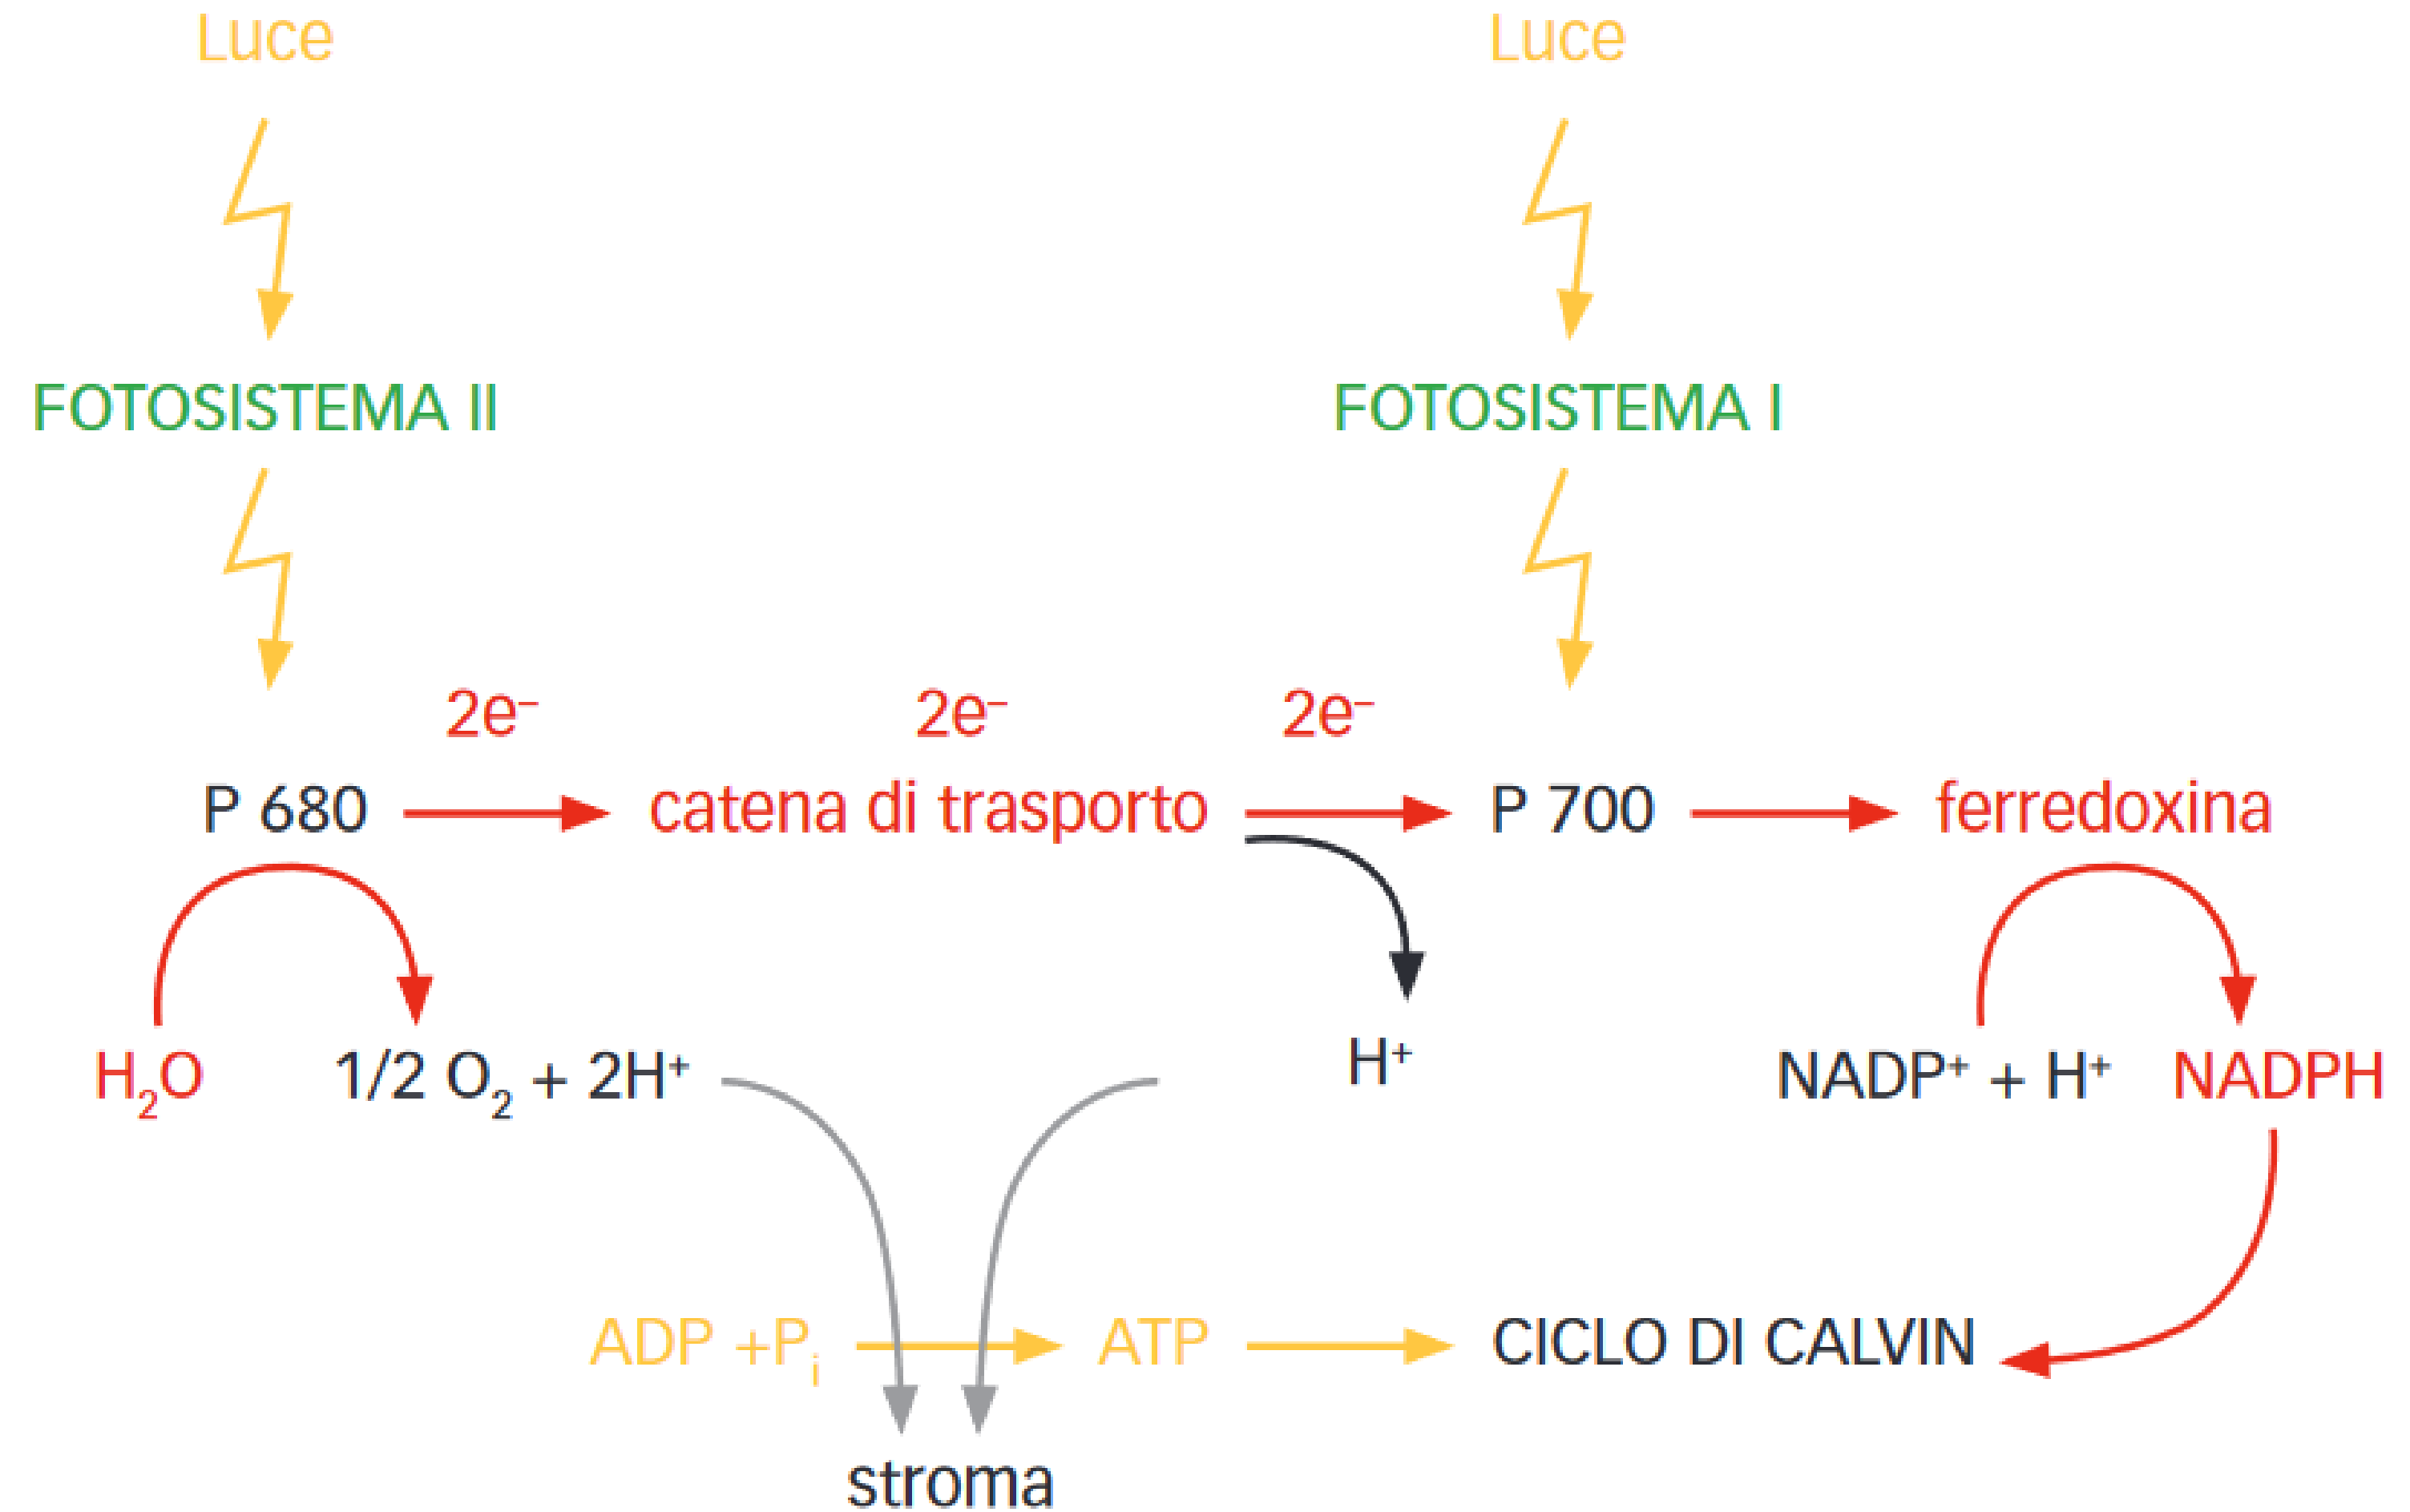 Luce Luce
FOTOSISTEMA II FOTOSISTEMA I
2e⁻ 2e⁻ 2e⁻
P 680 catena di trasporto P 700 ferredoxina
H₂O 1/2 O₂ + 2H⁺ H⁺ NADP⁺ + H⁺ NADPH
ADP +Pᵢ ATP CICLO DI CALVIN
stroma